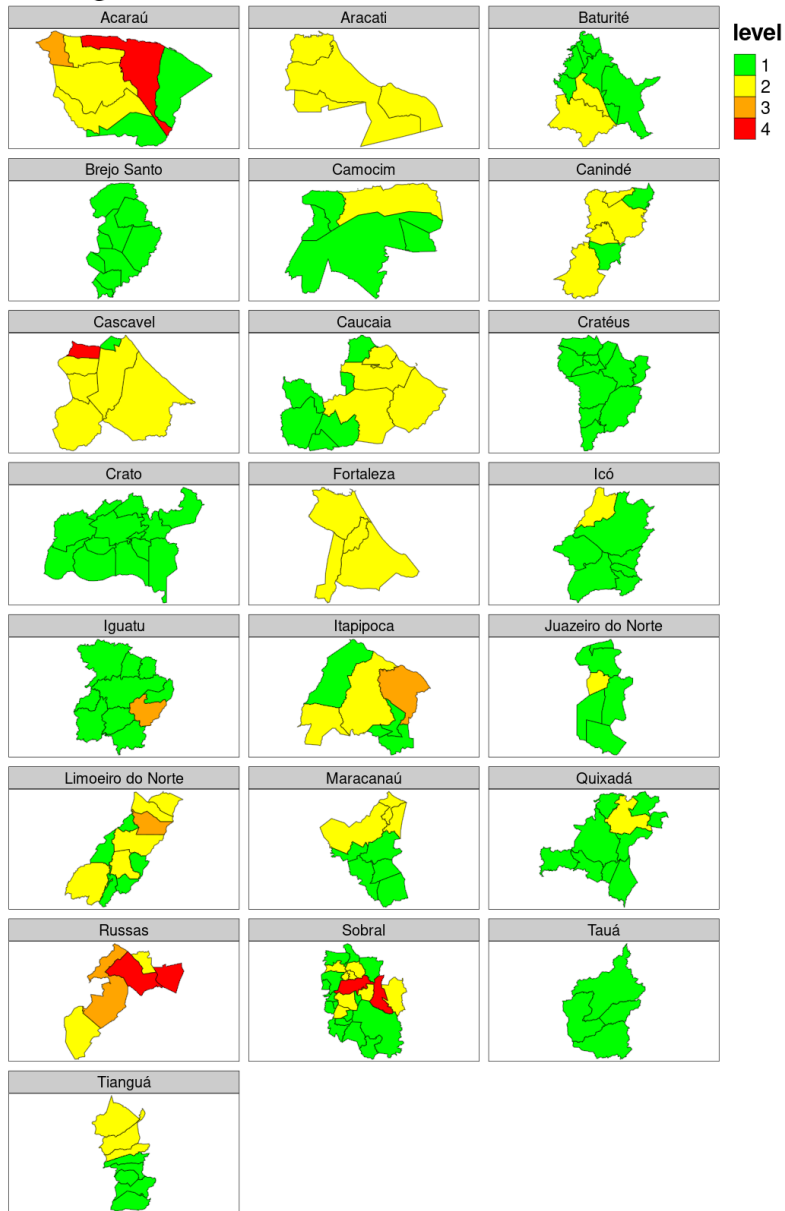 Acaraú
Aracati
Baturité
level
1
2
3
4
Brejo Santo
Camocim
Canindé
Cascavel
Caucaia
Cratéus
Crato
Fortaleza
Icó
Iguatu
Itapipoca
Juazeiro do Norte
Limoeiro do Norte
Maracanaú
Quixadá
Russas
Sobral
Tauá
Tianguá